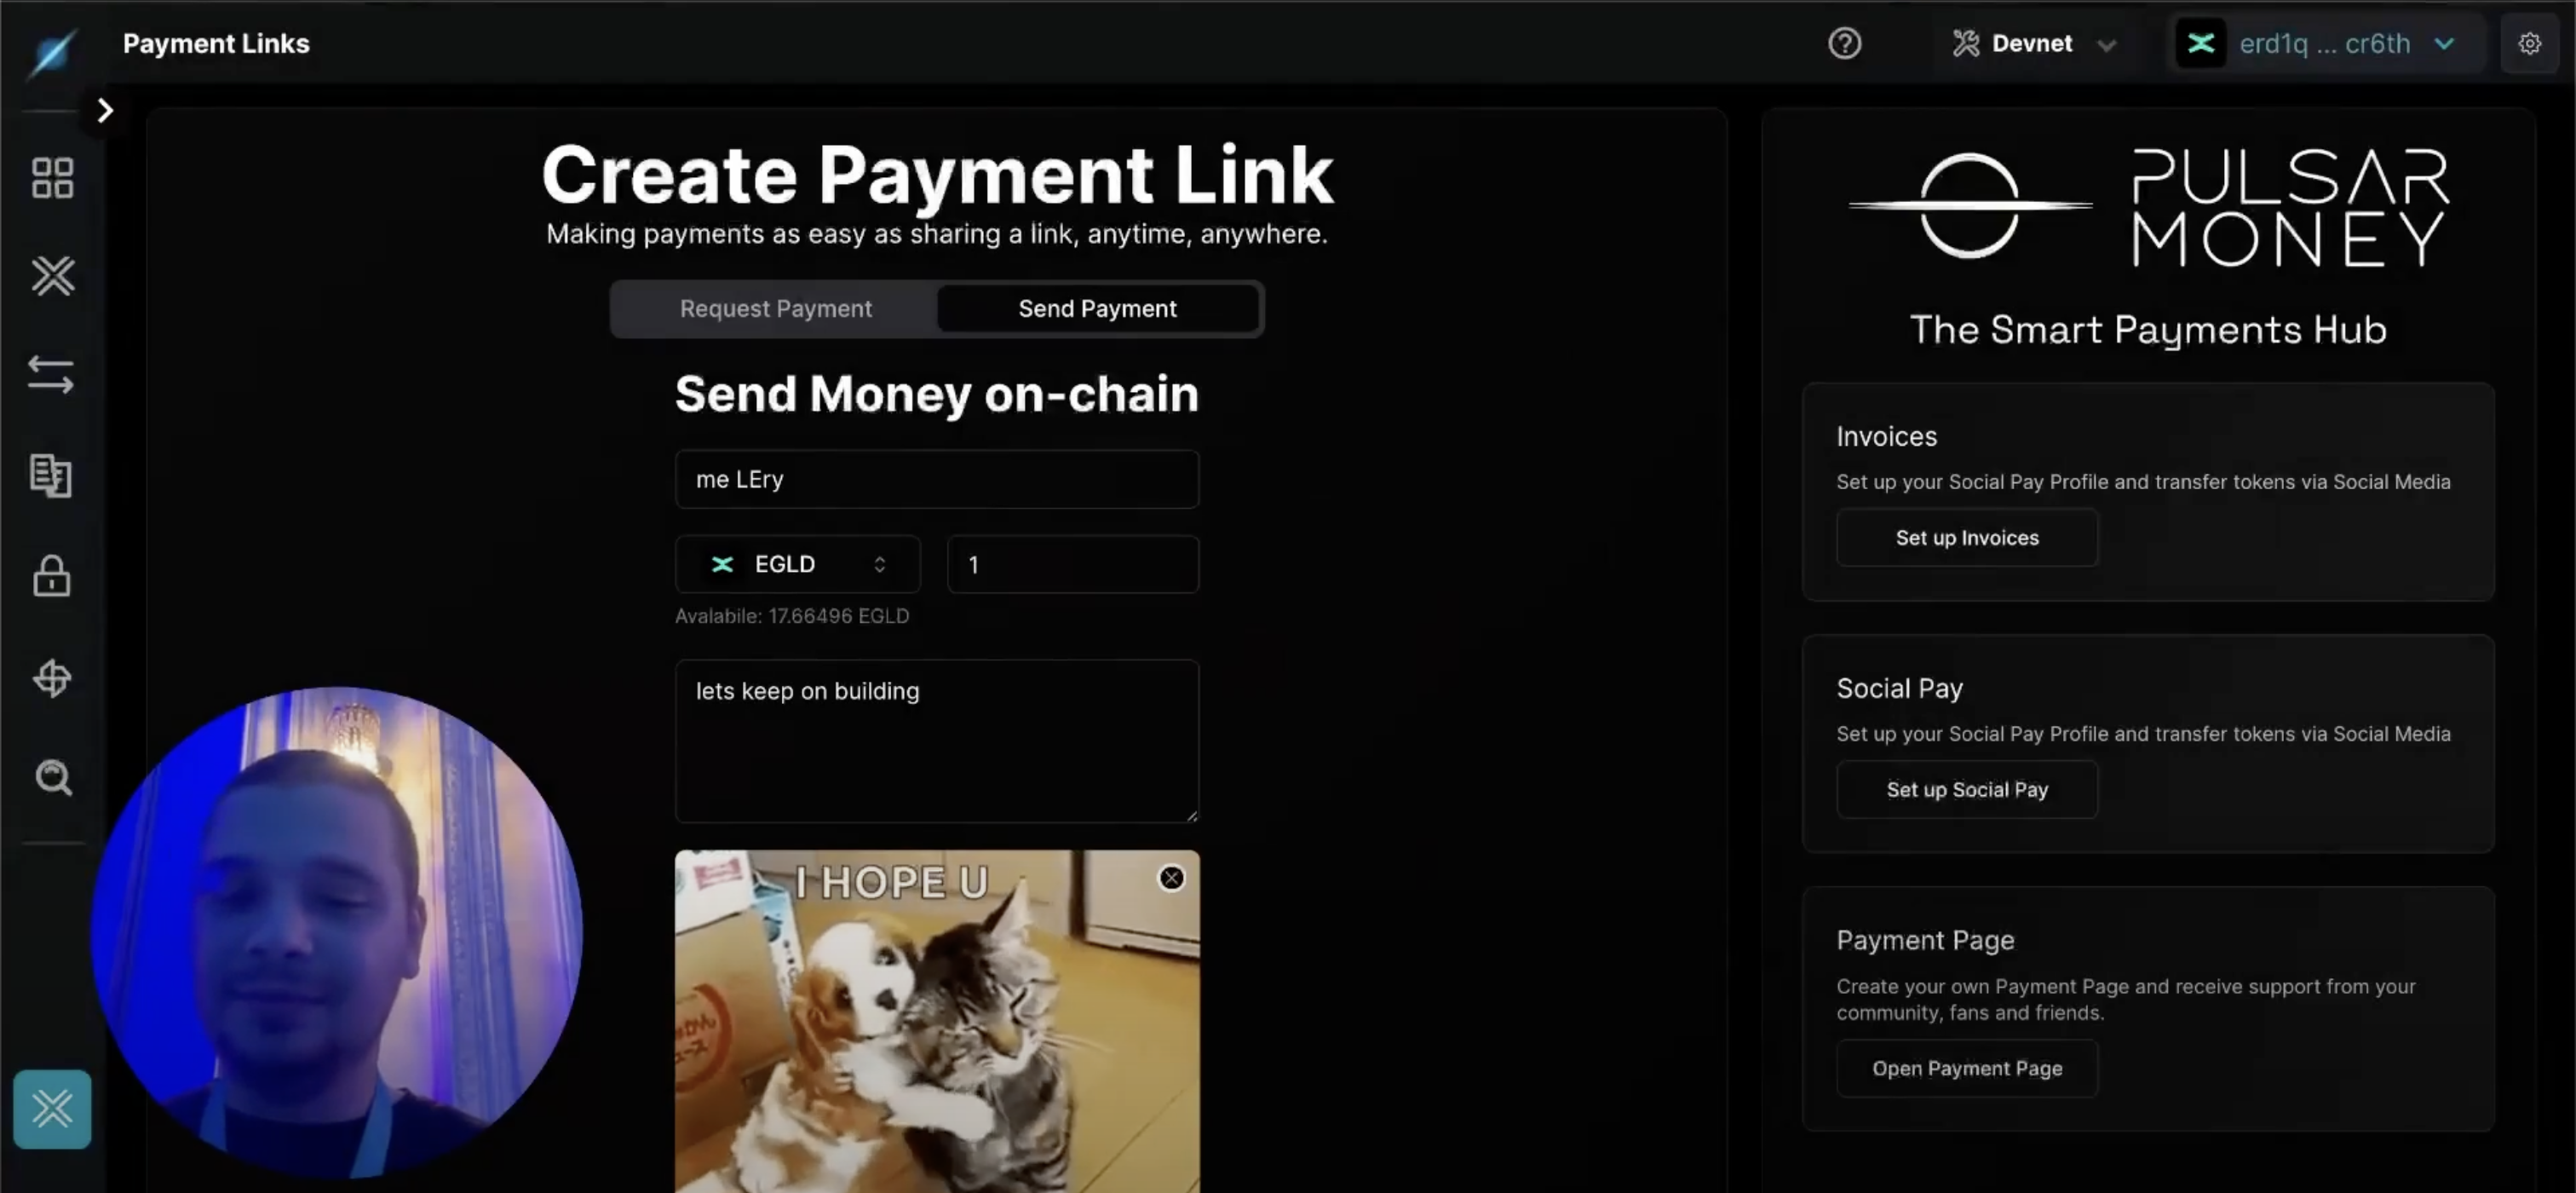 Payment Links
Devnet
erd1q ... cr6th
Create Payment Link
Making payments as easy as sharing a link, anytime, anywhere.
Request Payment
Send Payment
Send Money on-chain
me LEry
EGLD
1
Avalabile: 17.66496 EGLD
lets keep on building
I HOPE U
PULSAR
MONEY
The Smart Payments Hub
Invoices
Set up your Social Pay Profile and transfer tokens via Social Media
Set up Invoices
Social Pay
Set up your Social Pay Profile and transfer tokens via Social Media
Set up Social Pay
Payment Page
Create your own Payment Page and receive support from your
community, fans and friends.
Open Payment Page